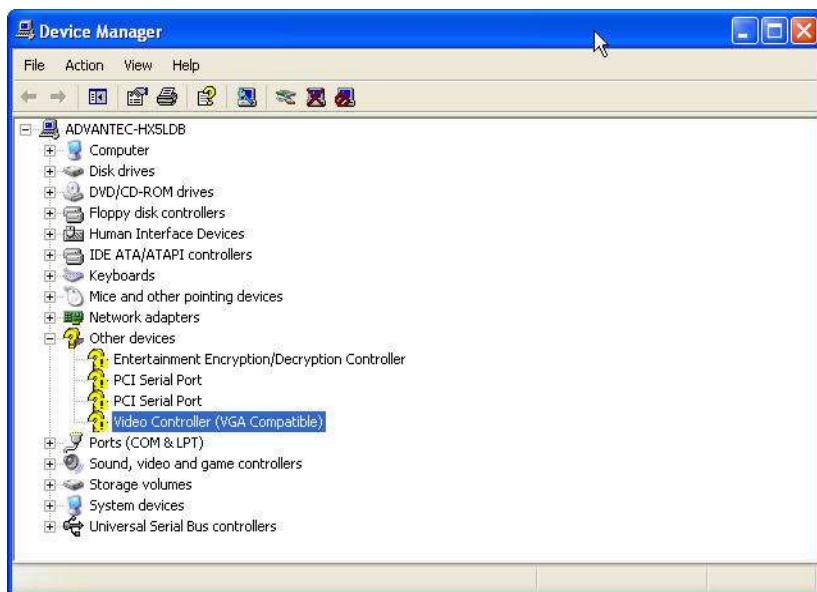 Device Manager
File Action View Help
ADVANTEC-HX5LDB
Computer
Disk drives
DVD/CD-ROM drives
Floppy disk controllers
Human Interface Devices
IDE ATA/ATAPI controllers
Keyboards
Mice and other pointing devices
Network adapters
Other devices
Entertainment Encryption/Decryption Controller
PCI Serial Port
PCI Serial Port
Video Controller (VGA Compatible)
Ports (COM & LPT)
Sound, video and game controllers
Storage volumes
System devices
Universal Serial Bus controllers